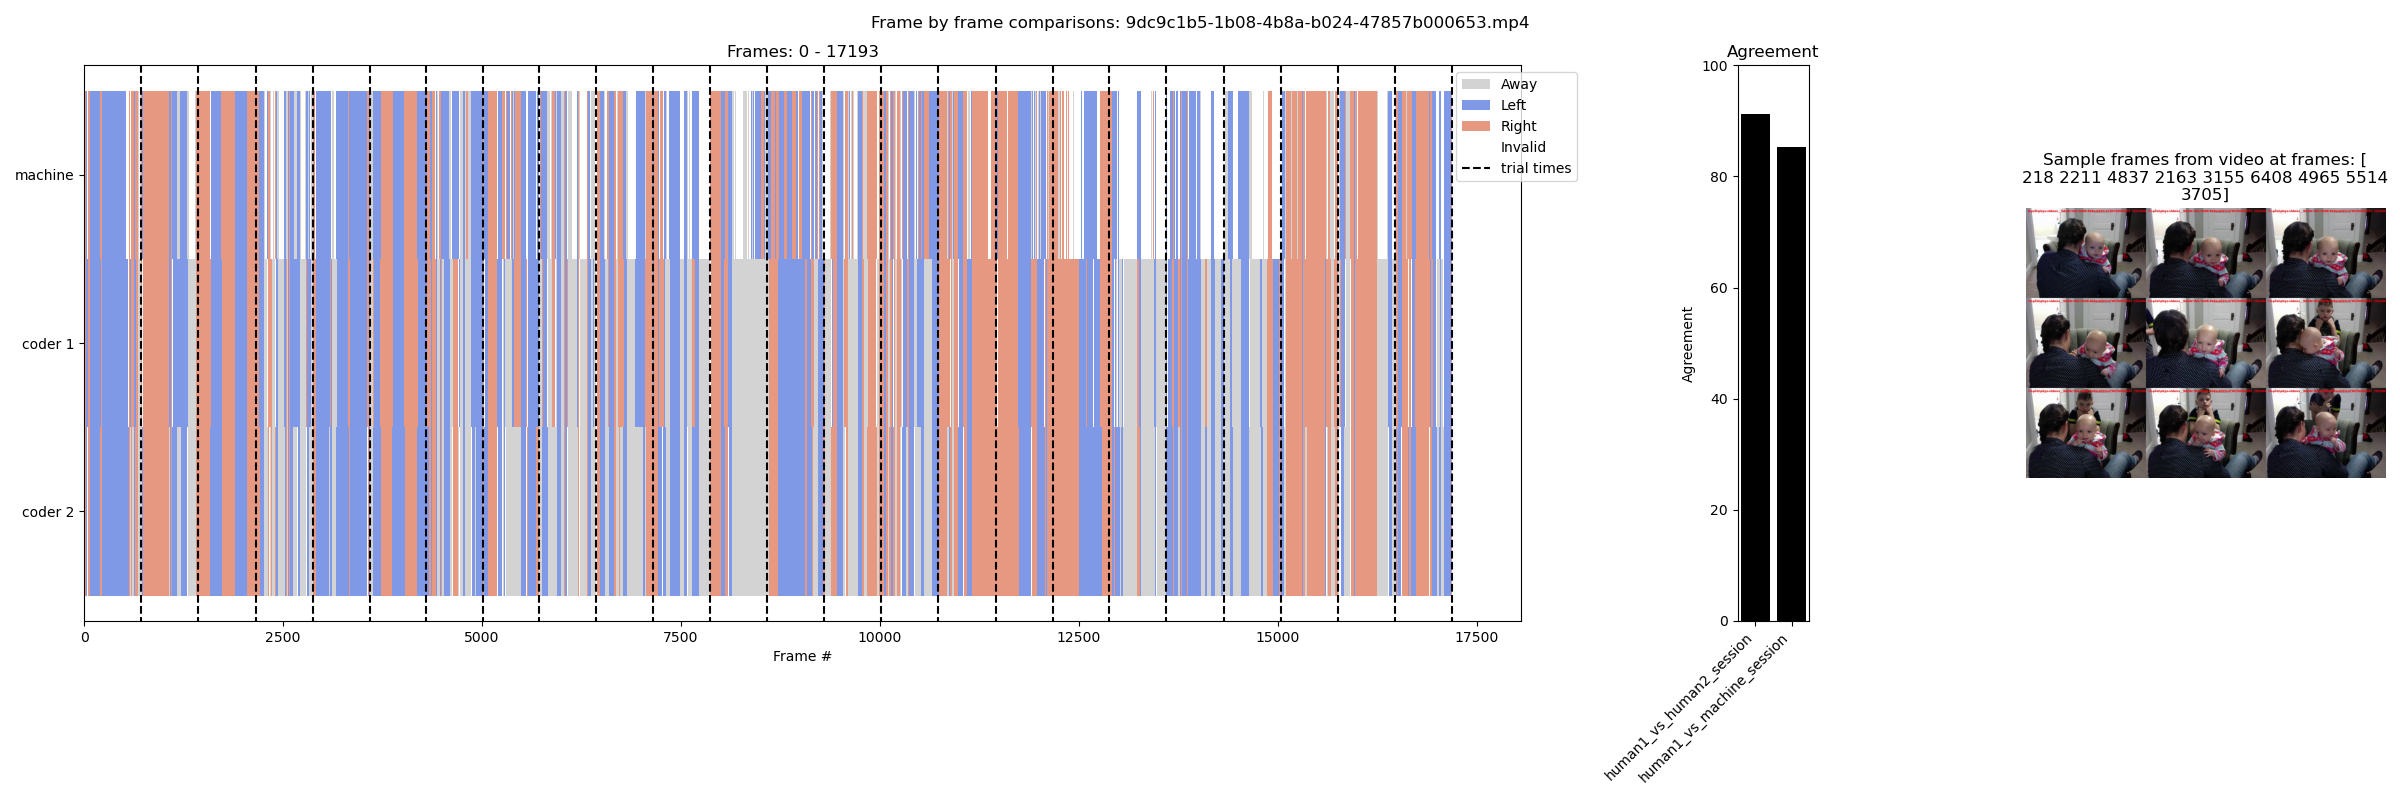 Frame by frame comparisons: 9dc9c1b5-1b08-4b8a-b024-47857b000653.mp4
Frames: 0 - 17193
machine
coder 1
coder 2
0
2500
5000
7500
10000
12500
15000
17500
Frame #
Away
Left
Right
Invalid
trial times
Agreement
100
80
60
40
20
0
Agreement
human1_vs_human2_session
human1_vs_machine_session
Sample frames from video at frames: [
218 2211 4837 2163 3155 6408 4965 5514
3705]